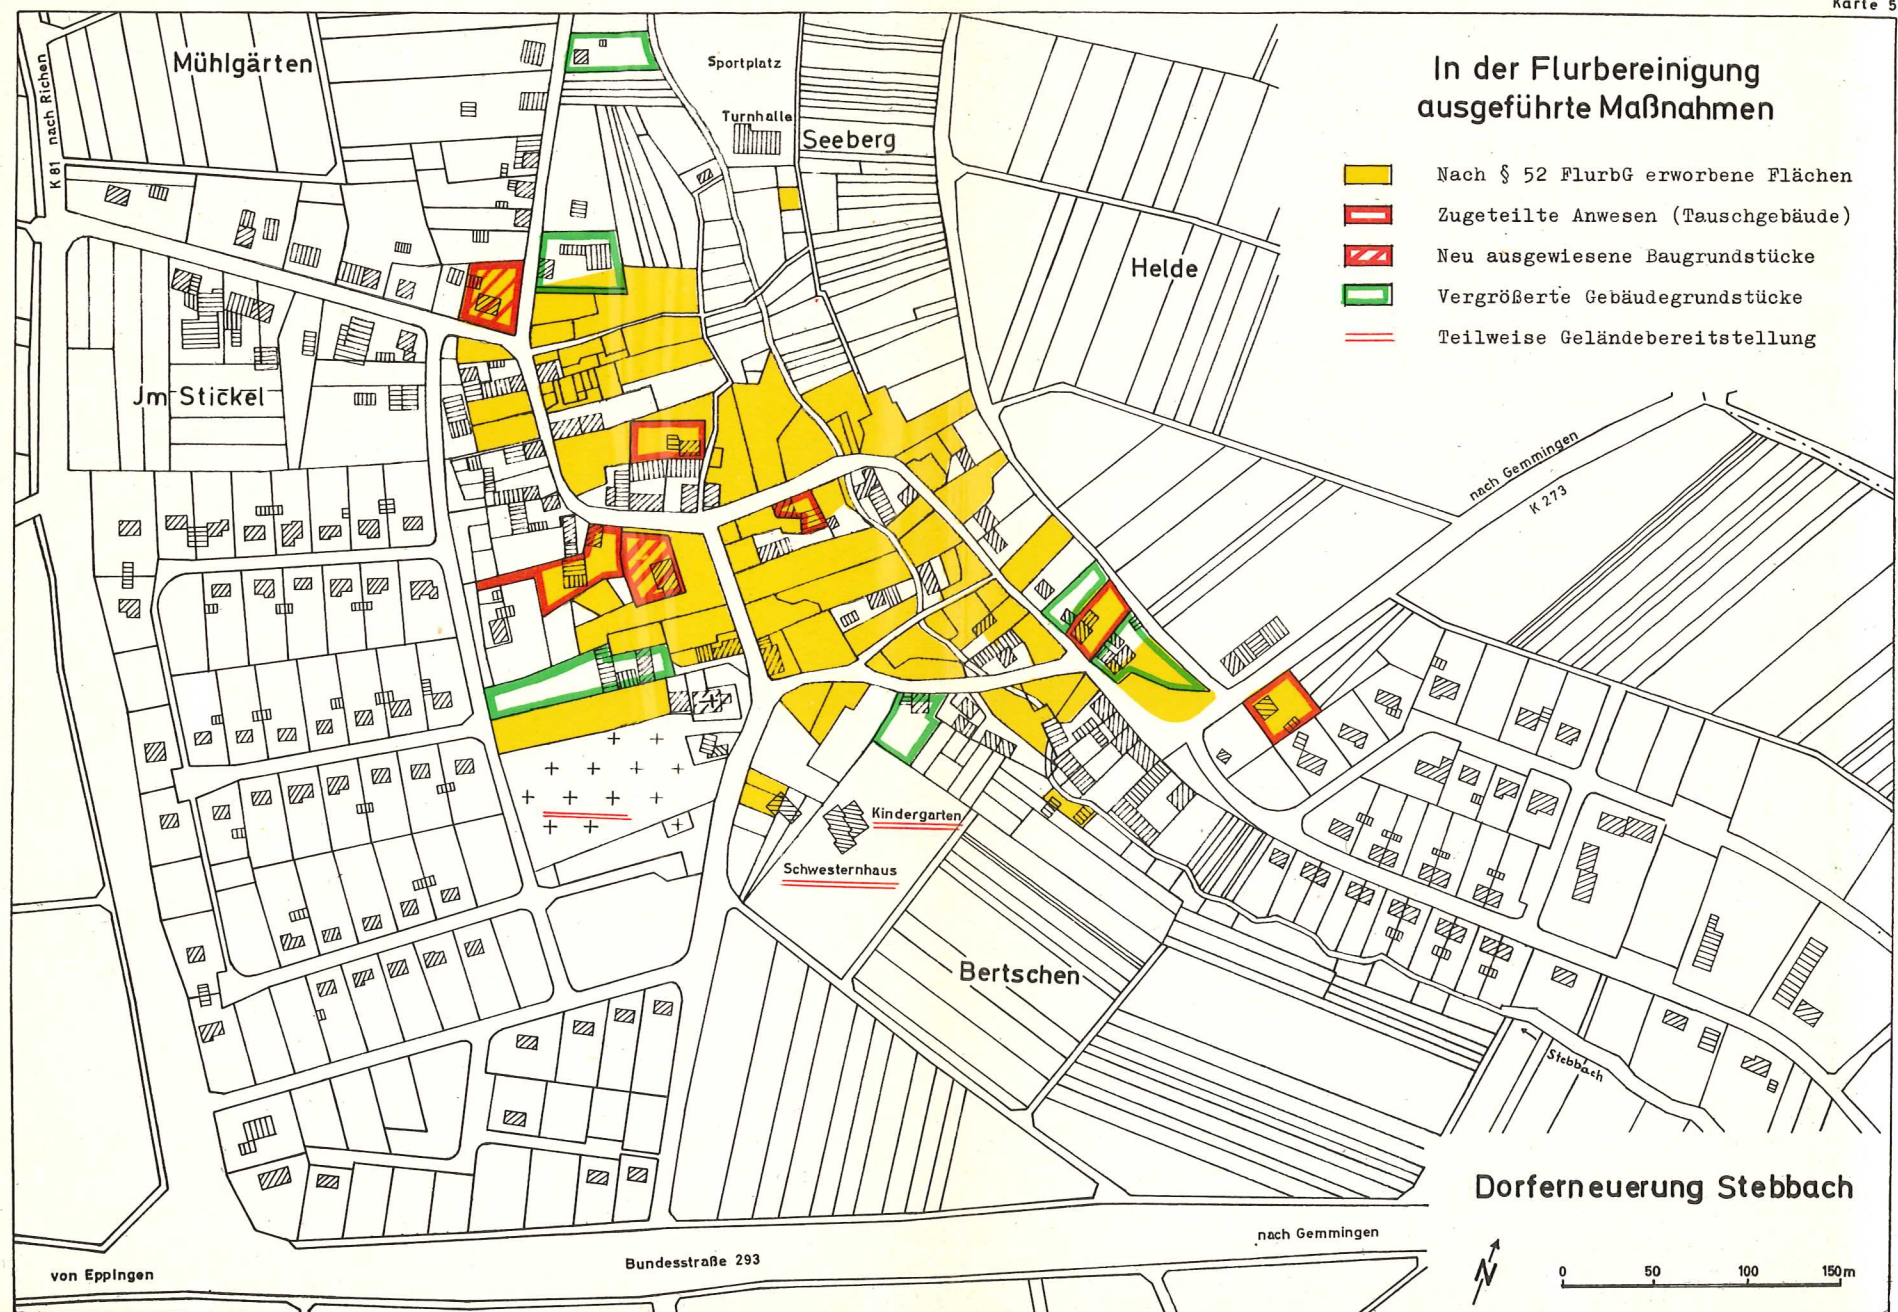 Karte 5
In der Flurbereinigung
ausgeführte Maßnahmen
Nach § 52 FlurbG erworbene Flächen
Zugeteilte Anwesen (Tauschgebäude)
Neu ausgewiesene Baugrundstücke
Vergrößerte Gebäudegrundstücke
Teilweise Geländebereitstellung
Mühlgärten
K 81 nach Richen
Sportplatz
Turnhalle
Seeberg
Helde
Jm Stickel
nach Gemmingen
K 273
Kindergarten
Schwesternhaus
Bertschen
Stebbach
Dorferneuerung Stebbach
nach Gemmingen
Bundesstraße 293
von Eppingen
N
0 50 100 150m